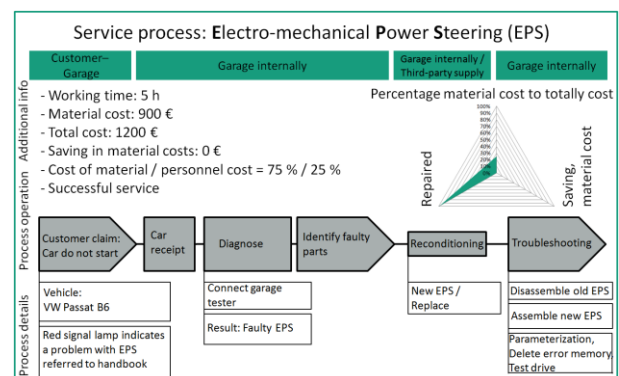 Service process: Electro-mechanical Power Steering (EPS)
Customer–
Garage
Garage internally
Garage internally /
Third-party supply
Garage internally
Additional info
- Working time: 5 h
- Material cost: 900 €
- Total cost: 1200 €
- Saving in material costs: 0 €
- Cost of material / personnel cost = 75 % / 25 %
- Successful service
Percentage material cost to totally cost
100%
90%
80%
70%
60%
50%
40%
30%
20%
10%
0%
Repaired
Saving,
material cost
Process operation
Customer claim:
Car do not start
Car
receipt
Diagnose
Identify faulty
parts
Reconditioning
Troubleshooting
Process details
Vehicle:
VW Passat B6
Red signal lamp indicates
a problem with EPS
referred to handbook
Connect garage
tester
Result: Faulty EPS
New EPS /
Replace
Disassemble old EPS
Assemble new EPS
Parameterization,
Delete error memory,
Test drive